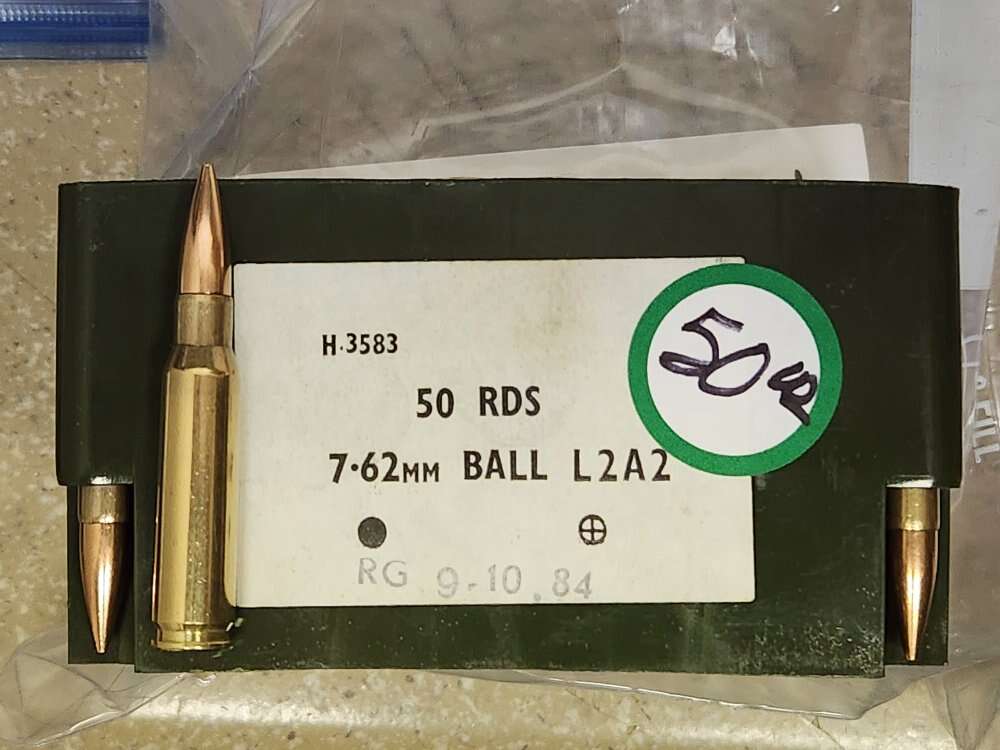 H.3583
50 RDS
7·62MM BALL L2A2
RG 9-10.84
50